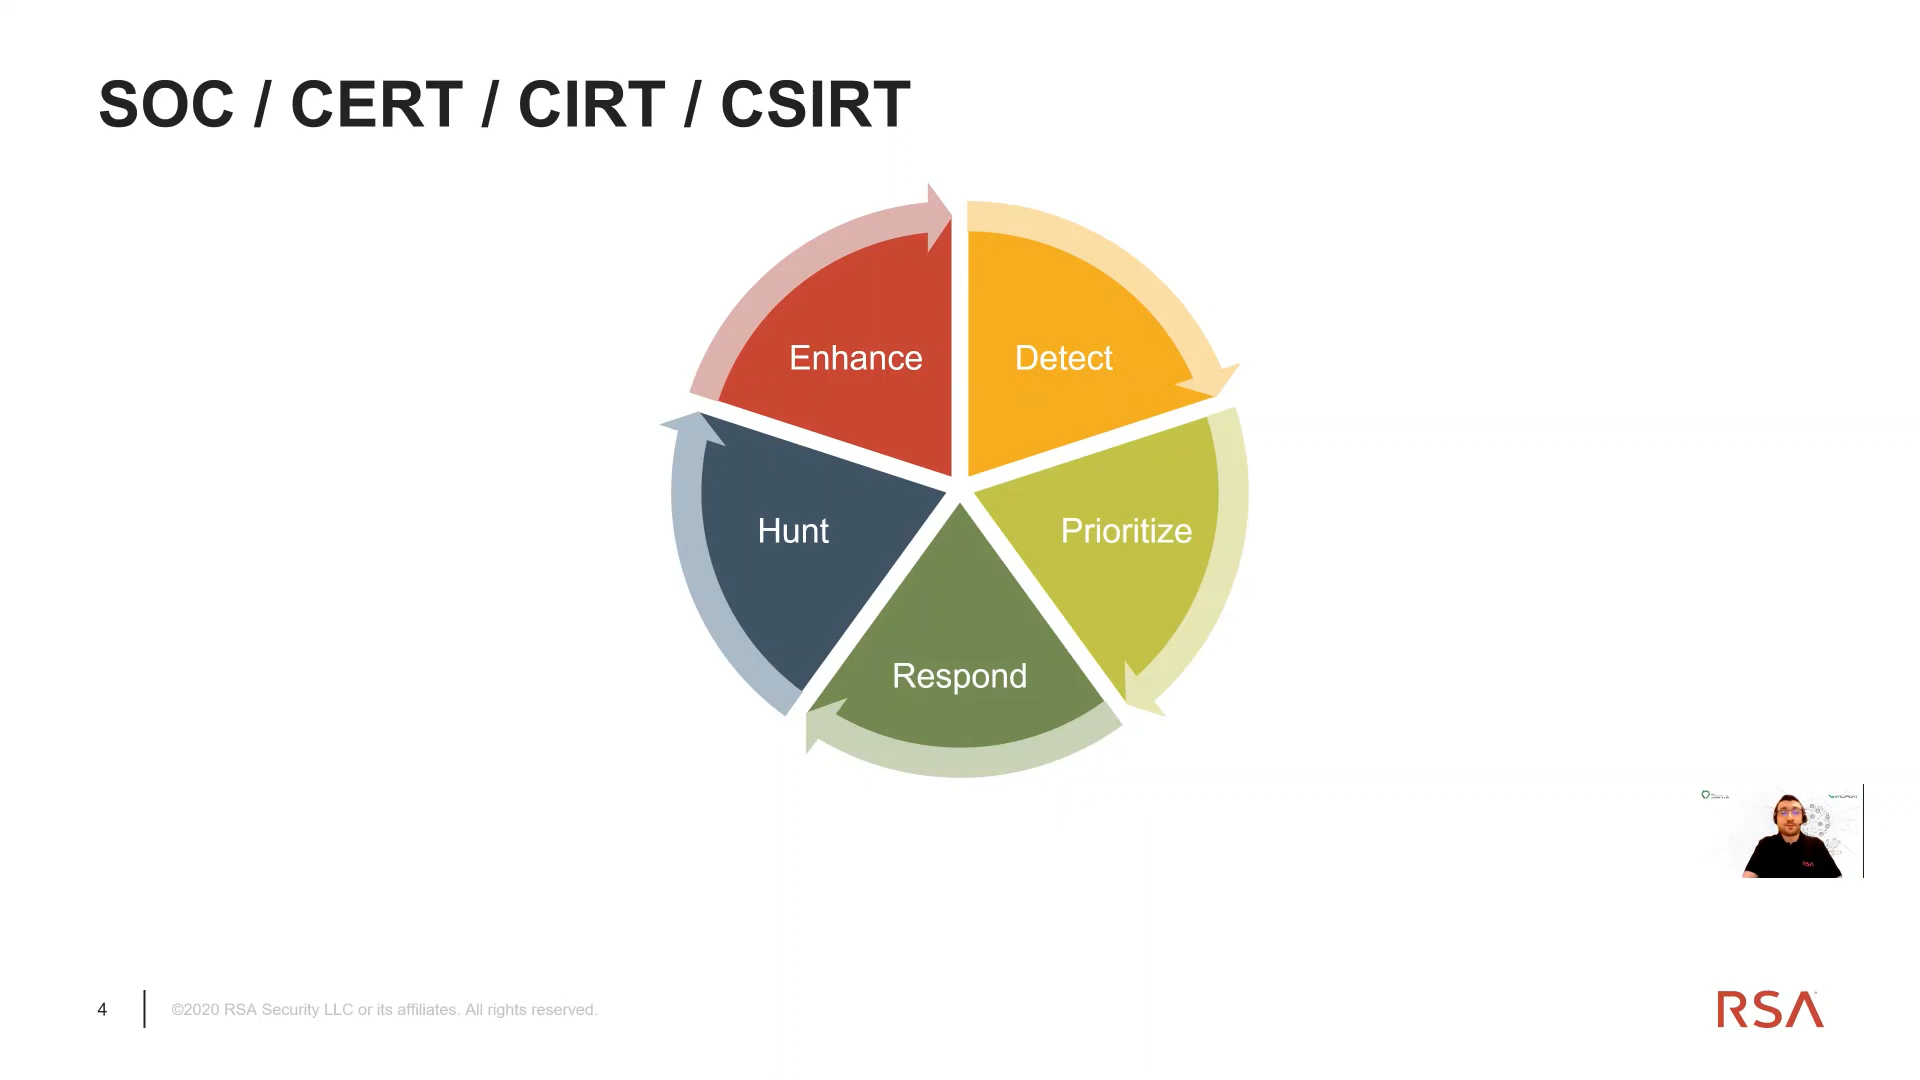 SOC / CERT / CIRT / CSIRT
Enhance
Detect
Hunt
Prioritize
Respond
RSA
4
©2020 RSA Security LLC or its affiliates. All rights reserved.
RSA